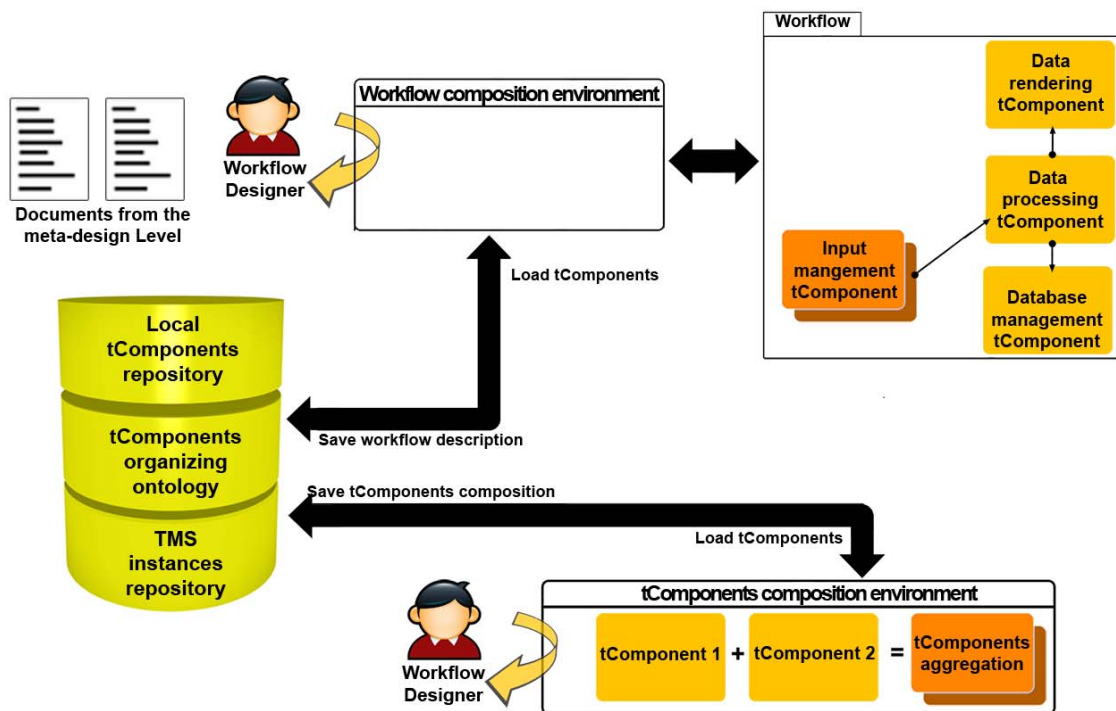 Workflow
Data
rendering
tComponent
Workflow composition environment
Workflow
Designer
Documents from the
meta-design Level
Data
processing
tComponent
Input
mangement
tComponent
Database
management
tComponent
Load tComponents
Local
tComponents
repository
tComponents
organizing
ontology
TMS
instances
repository
Save workflow description
Save tComponents composition
Load tComponents
tComponents composition environment
Workflow
Designer
tComponent 1 + tComponent 2 = tComponents
aggregation